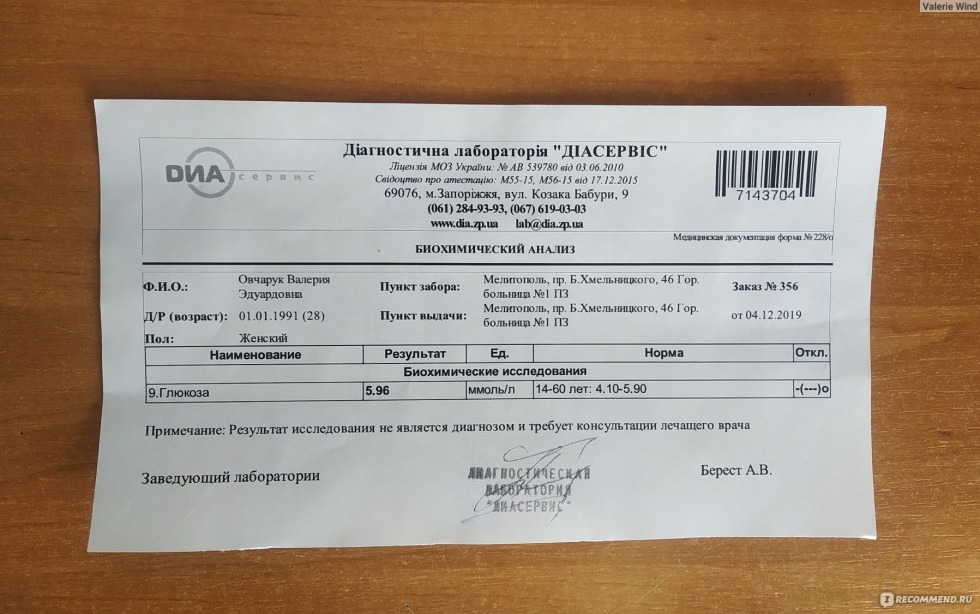 Valerie Wind
Діагностична лабораторія "ДІАСЕРВІС"
Ліцензія МОЗ України: № АВ 539780 від 03.06.2010
Свідоцтво про атестацію: М55-15, М56-15 від 17.12.2015
69076, м.Запоріжжя, вул. Козака Бабури, 9
(061) 284-93-93, (067) 619-03-03
www.dia.zp.ua lab@dia.zp.ua
DИА сервис
7143704
Медицинская документация форма № 228/о
БИОХИМИЧЕСКИЙ АНАЛИЗ
Ф.И.О.: Овчарук Валерия Эдуардовна
Пункт забора: Мелитополь, пр. Б.Хмельницкого, 46 Гор. больница №1 ПЗ
Заказ № 356
Д/Р (возраст): 01.01.1991 (28)
Пункт выдачи: Мелитополь, пр. Б.Хмельницкого, 46 Гор. больница №1 ПЗ
от 04.12.2019
Пол: Женский
Наименование Результат Ед. Норма Откл.
Биохимические исследования
9.Глюкоза 5.96 ммоль/л 14-60 лет: 4.10-5.90 -(---)о
Примечание: Результат исследования не является диагнозом и требует консультации лечащего врача
Заведующий лаборатории
ДИАГНОСТИЧЕСКАЯ
ЛАБОРАТОРИЯ
"ДИАСЕРВИС"
Берест А.В.
IRECOMMEND.RU